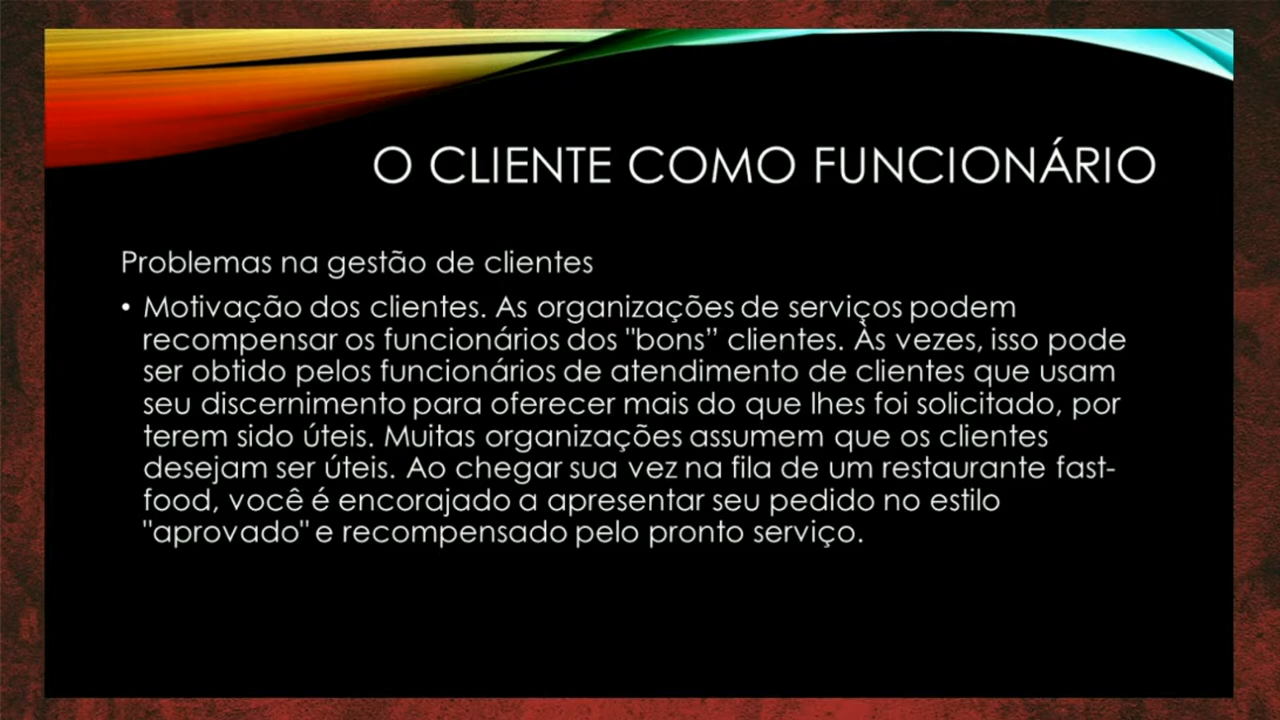 O CLIENTE COMO FUNCIONÁRIO
Problemas na gestão de clientes
• Motivação dos clientes. As organizações de serviços podem
recompensar os funcionários dos "bons” clientes. Às vezes, isso pode
ser obtido pelos funcionários de atendimento de clientes que usam
seu discernimento para oferecer mais do que lhes foi solicitado, por
terem sido úteis. Muitas organizações assumem que os clientes
desejam ser úteis. Ao chegar sua vez na fila de um restaurante fast-
food, você é encorajado a apresentar seu pedido no estilo
"aprovado" e recompensado pelo pronto serviço.